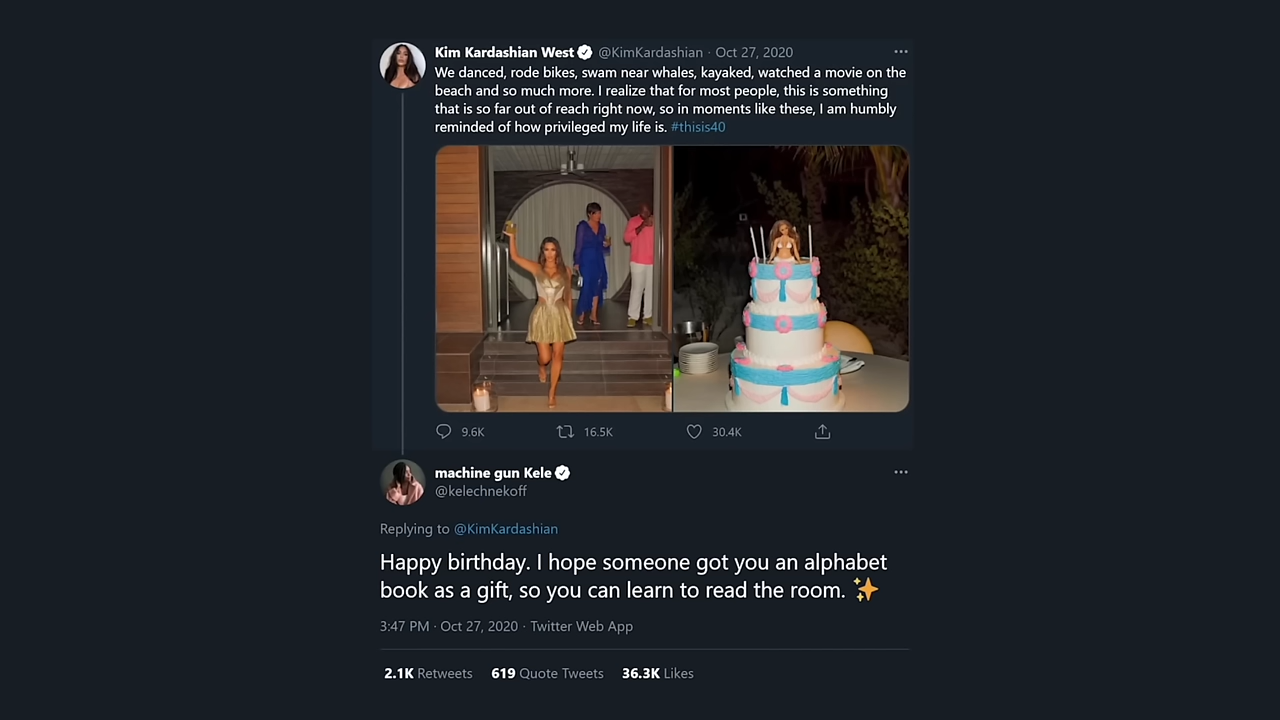 Kim Kardashian West @KimKardashian · Oct 27, 2020
We danced, rode bikes, swam near whales, kayaked, watched a movie on the
beach and so much more. I realize that for most people, this is something
that is so far out of reach right now, so in moments like these, I am humbly
reminded of how privileged my life is. #thisis40
9.6K 16.5K 30.4K
machine gun Kele
@kelechnekoff
Replying to @KimKardashian
Happy birthday. I hope someone got you an alphabet
book as a gift, so you can learn to read the room. ✨
3:47 PM · Oct 27, 2020 · Twitter Web App
2.1K Retweets 619 Quote Tweets 36.3K Likes